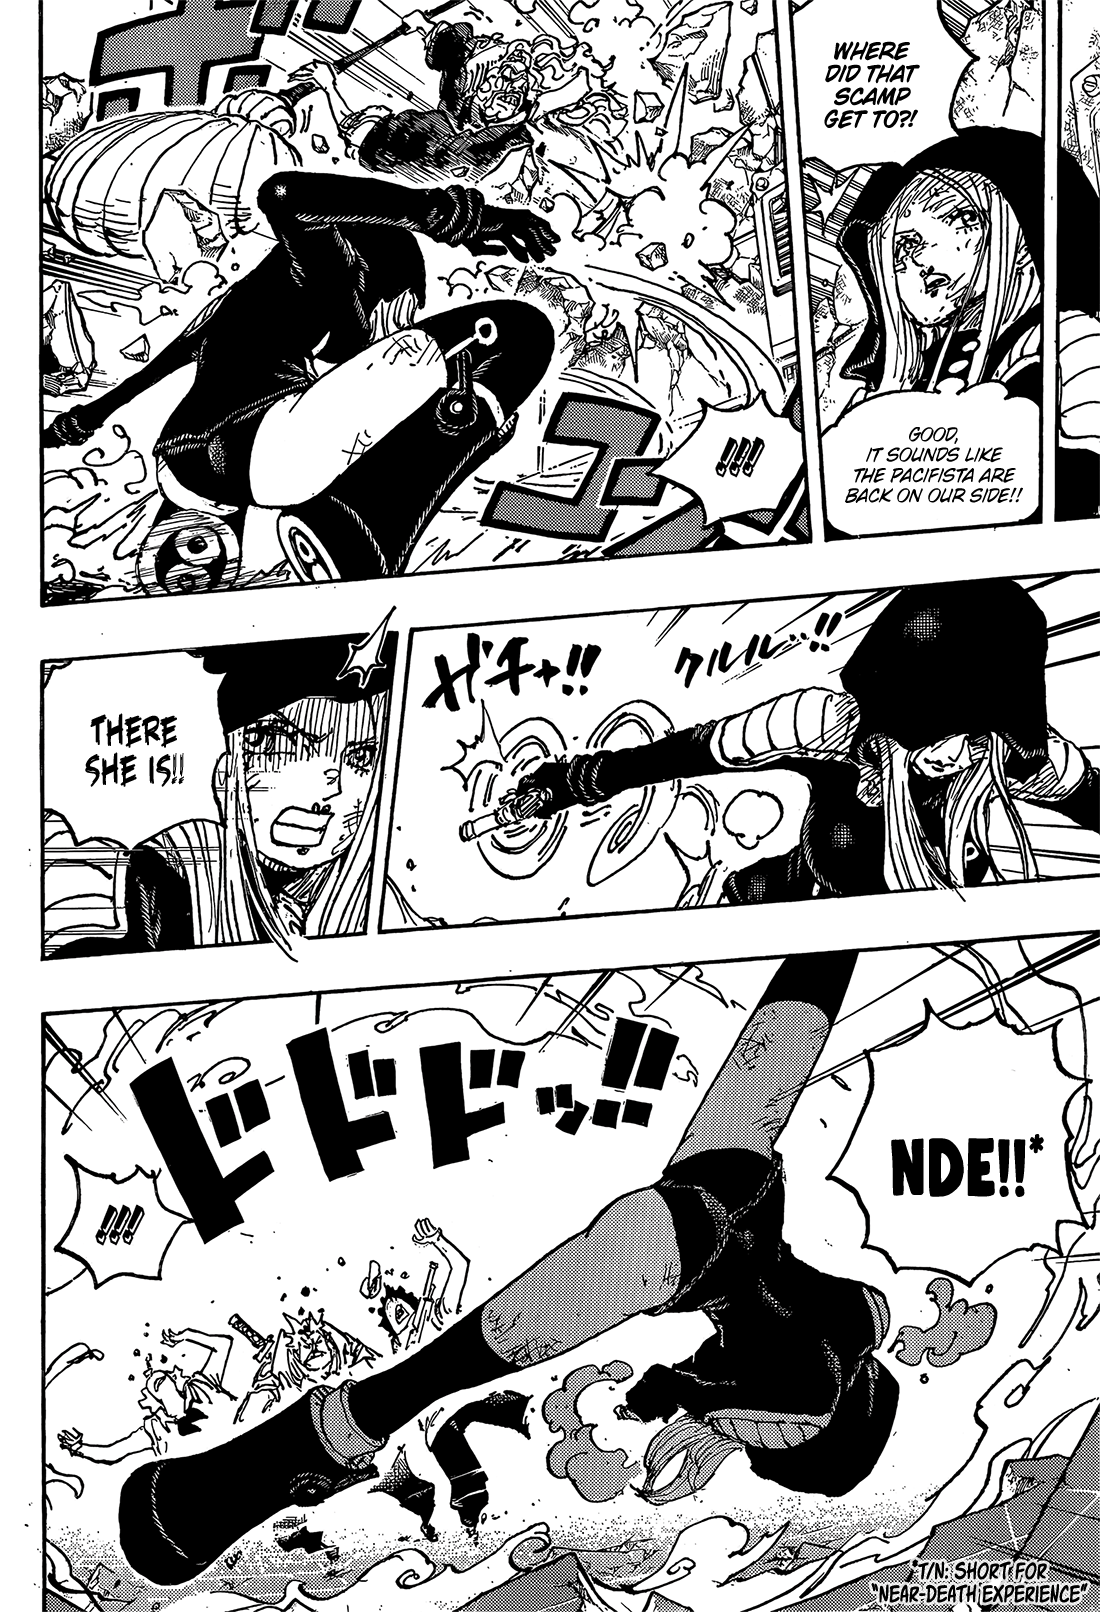 WHERE
DID THAT
SCAMP
GET TO?!
GOOD,
IT SOUNDS LIKE
THE PACIFISTA ARE
BACK ON OUR SIDE!!
!!!
クルルル…!!
ガチャ!!
THERE
SHE IS!!
NDE!!*
ドドドッ!!
!!!
*T/N: SHORT FOR
"NEAR-DEATH EXPERIENCE"